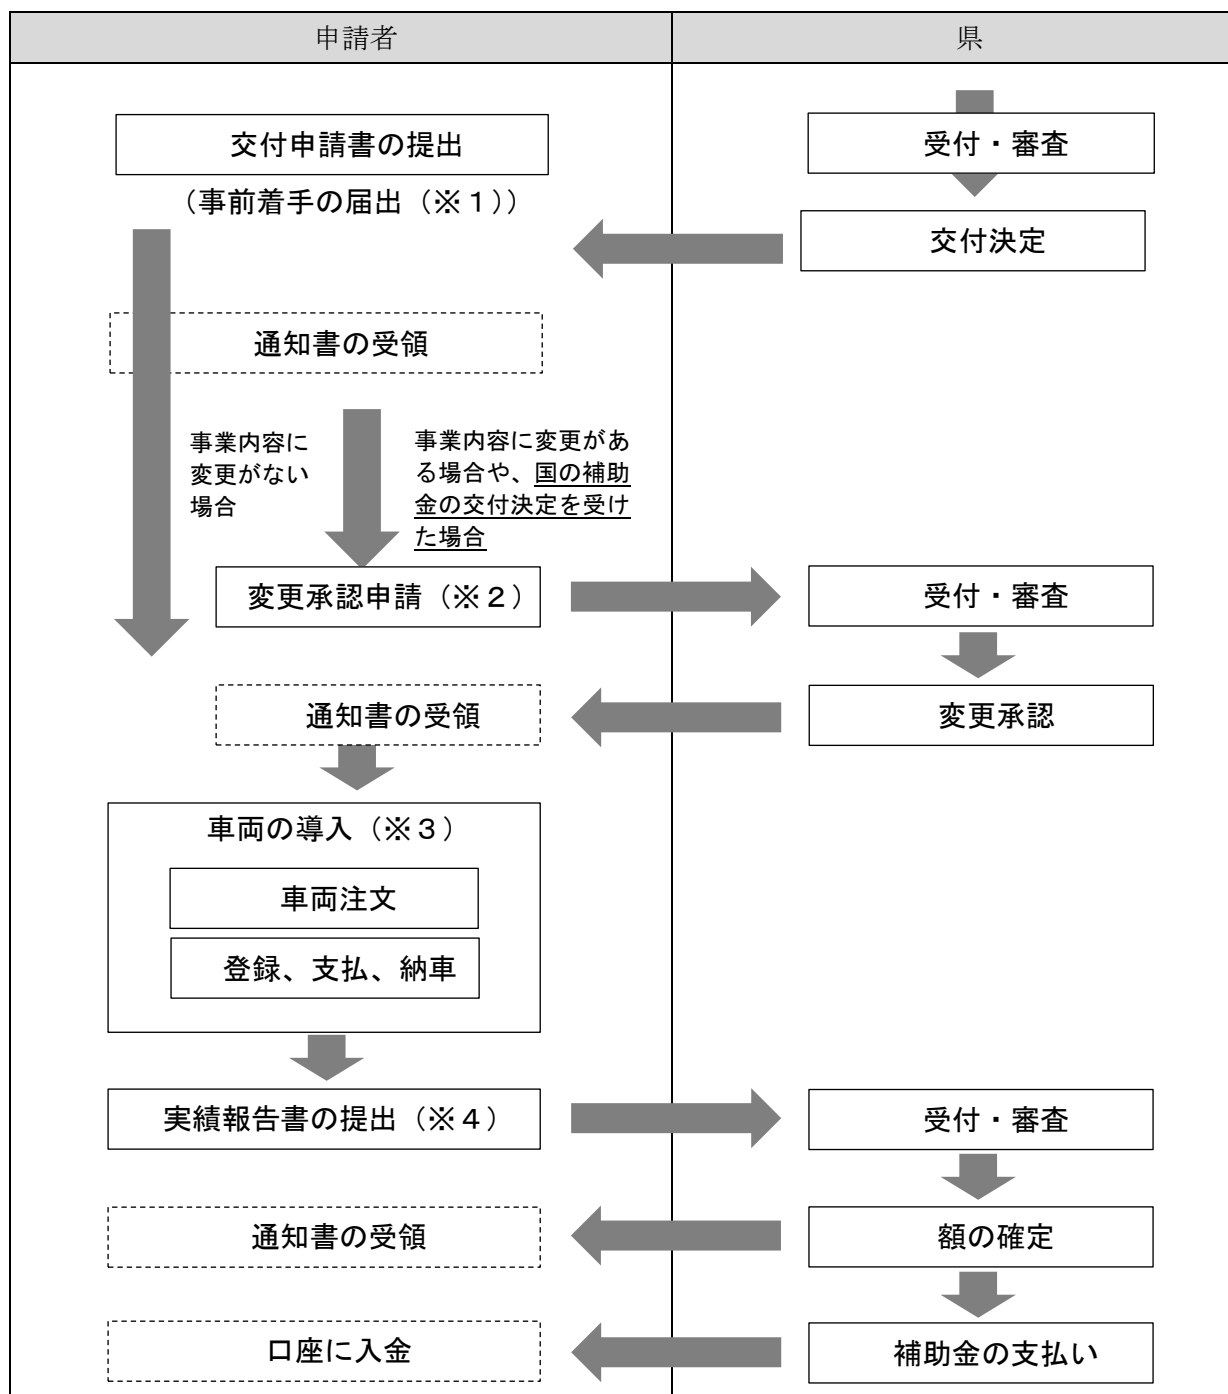 申請者
県
交付申請書の提出
（事前着手の届出（※１））
受付・審査
交付決定
通知書の受領
事業内容に
変更がない
場合
事業内容に変更があ
る場合や、国の補助
金の交付決定を受け
た場合
変更承認申請（※２）
受付・審査
変更承認
通知書の受領
車両の導入（※３）
車両注文
登録、支払、納車
実績報告書の提出（※４）
受付・審査
額の確定
通知書の受領
補助金の支払い
口座に入金